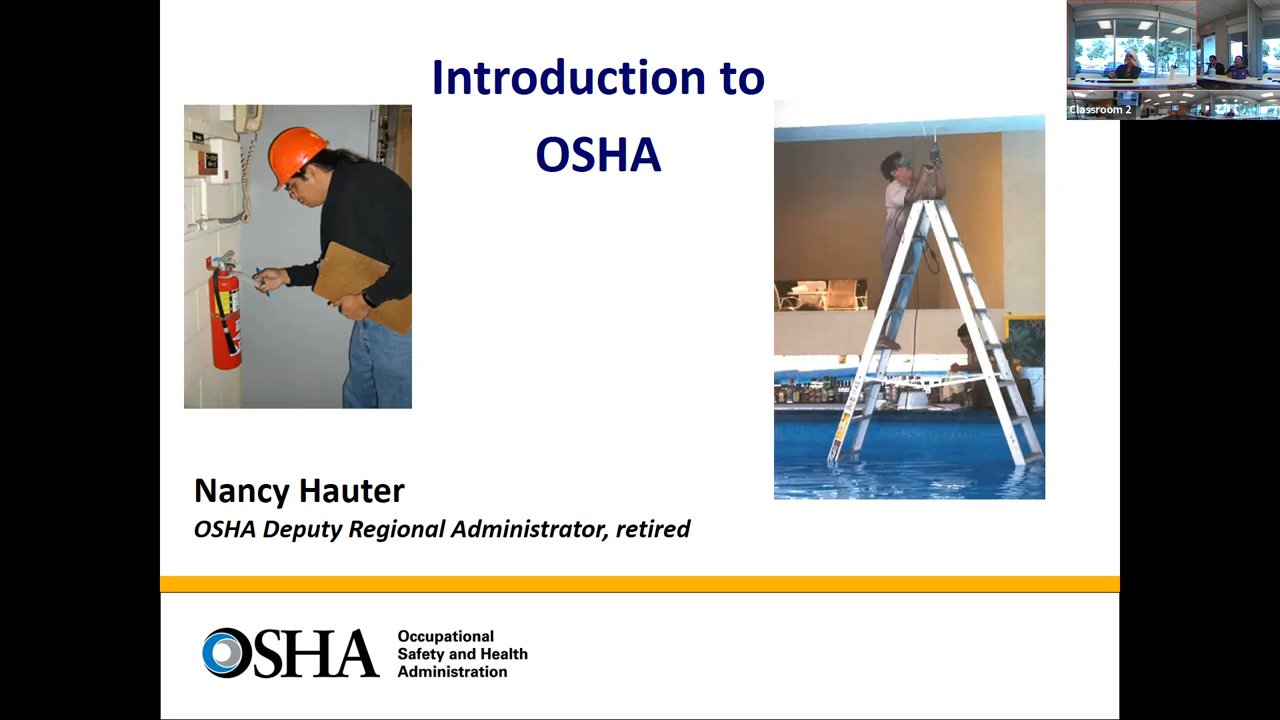 Introduction to
OSHA
Classroom 2
Nancy Hauter
OSHA Deputy Regional Administrator, retired
OSHA
Occupational
Safety and Health
Administration